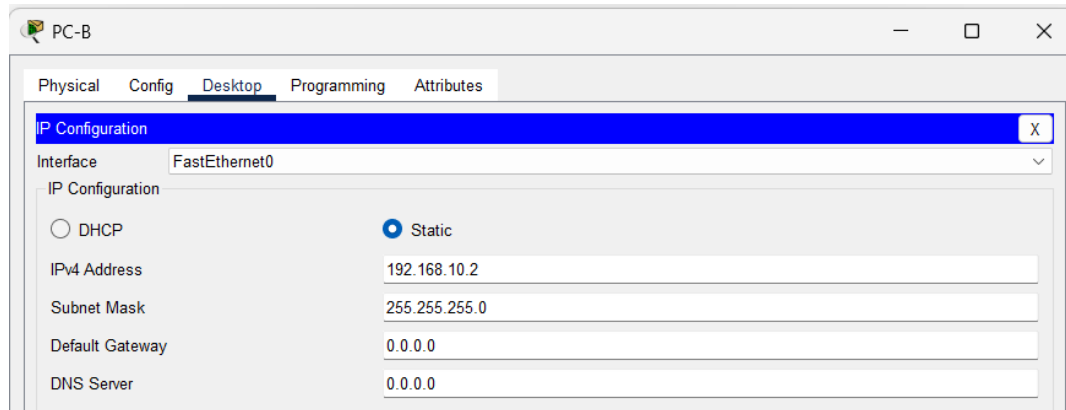 PC-B
Physical Config Desktop Programming Attributes
IP Configuration X
Interface FastEthernet0
IP Configuration
DHCP Static
IPv4 Address 192.168.10.2
Subnet Mask 255.255.255.0
Default Gateway 0.0.0.0
DNS Server 0.0.0.0